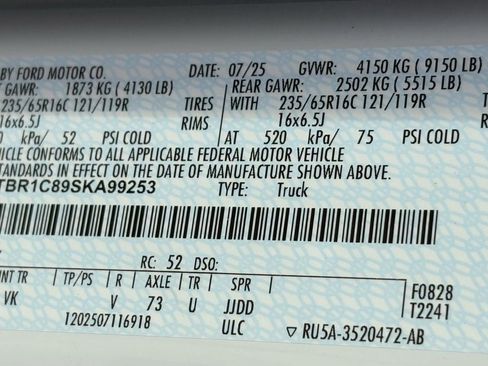 BY FORD MOTOR CO. DATE: 07/25 GVWR: 4150 KG (9150 LB)
GAWR: 1873 KG (4130 LB) REAR GAWR: 2502 KG (5515 LB)
235/65R16C 121/119R TIRES WITH 235/65R16C 121/119R
16x6.5J RIMS 16x6.5J
kPa/ 52 PSI COLD AT 520 kPa/ 75 PSI COLD
VEHICLE CONFORMS TO ALL APPLICABLE FEDERAL MOTOR VEHICLE
STANDARDS IN EFFECT ON THE DATE OF MANUFACTURE SHOWN ABOVE.
TBR1C89SKA99253 TYPE: Truck
RC: 52 DSO:
INT TR TP/PS R AXLE TR SPR F0828
VK V 73 U JJDD T2241
1202507116918 ULC ▼ RU5A-3520472-AB